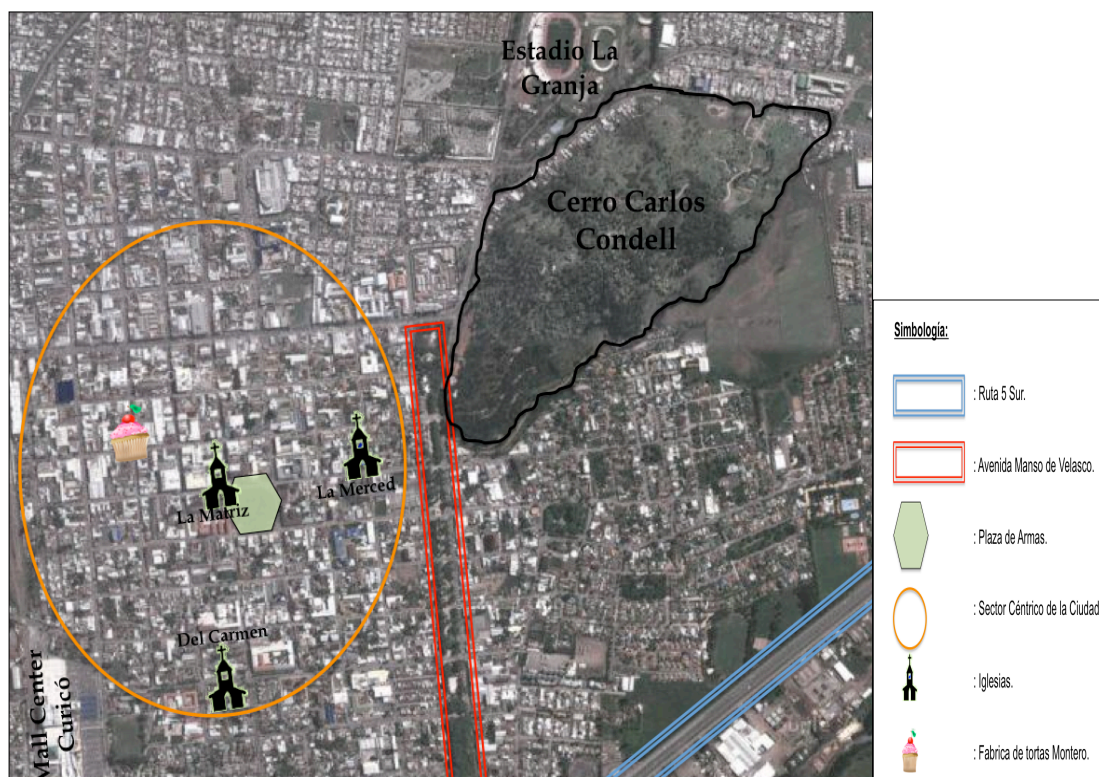 Estadio La
Granja
Cerro Carlos
Condell
La Merced
La Matriz
Del Carmen
Mall Center
Curicó
Simbología:
: Ruta 5 Sur.
: Avenida Manso de Velasco.
: Plaza de Armas.
: Sector Céntrico de la Ciudad
: Iglesias.
: Fabrica de tortas Montero.